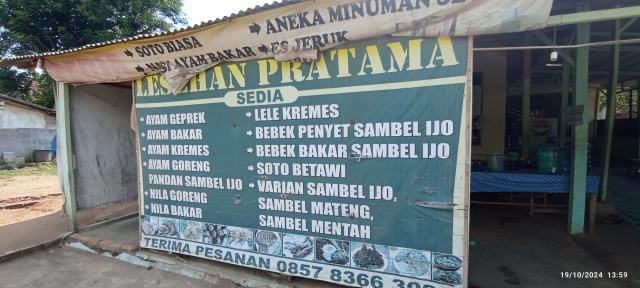 ANEKA MINUMAN
SOTO BIASA
NASI AYAM BAKAR
ES JERUK
LESEHAN PRATAMA
SEDIA
AYAM GEPREK
AYAM BAKAR
AYAM KREMES
AYAM GORENG
PANDAN SAMBEL IJO
NILA GORENG
NILA BAKAR
LELE KREMES
BEBEK PENYET SAMBEL IJO
BEBEK BAKAR SAMBEL IJO
SOTO BETAWI
VARIAN SAMBEL IJO,
SAMBEL MATENG,
SAMBEL MENTAH
TERIMA PESANAN 0857 8366
19/10/2024 13:59